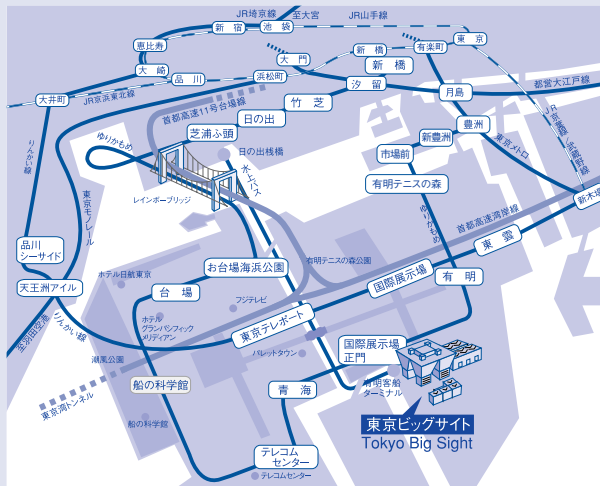 JR埼京線
至大宮
JR山手線
新宿
池袋
恵比寿
大門
新橋
有楽町
東京
大崎
品川
浜松町
新橋
汐留
月島
都営大江戸線
大井町
JR京浜東北線
首都高速11号台場線
竹芝
日の出
芝浦ふ頭
JR京葉線/武蔵野線
豊洲
新豊洲
市場前
東京メトロ
有明テニスの森
りんかい線
ゆりかもめ
日の出桟橋
水上バス
レインボーブリッジ
東京モノレール
ゆりかもめ
首都高速湾岸線
新木場
東雲
品川
シーサイド
天王洲アイル
至羽田空港
りんかい線
ホテル日航東京
お台場海浜公園
有明テニスの森公園
台場
フジテレビ
国際展示場
有明
ホテル
グランパシフィック
メリディアン
東京テレポート
国際展示場
正門
潮風公園
パレットタウン
船の科学館
青海
有明客船
ターミナル
東京湾トンネル
船の科学館
東京ビッグサイト
Tokyo Big Sight
テレコム
センター
テレコムセンター